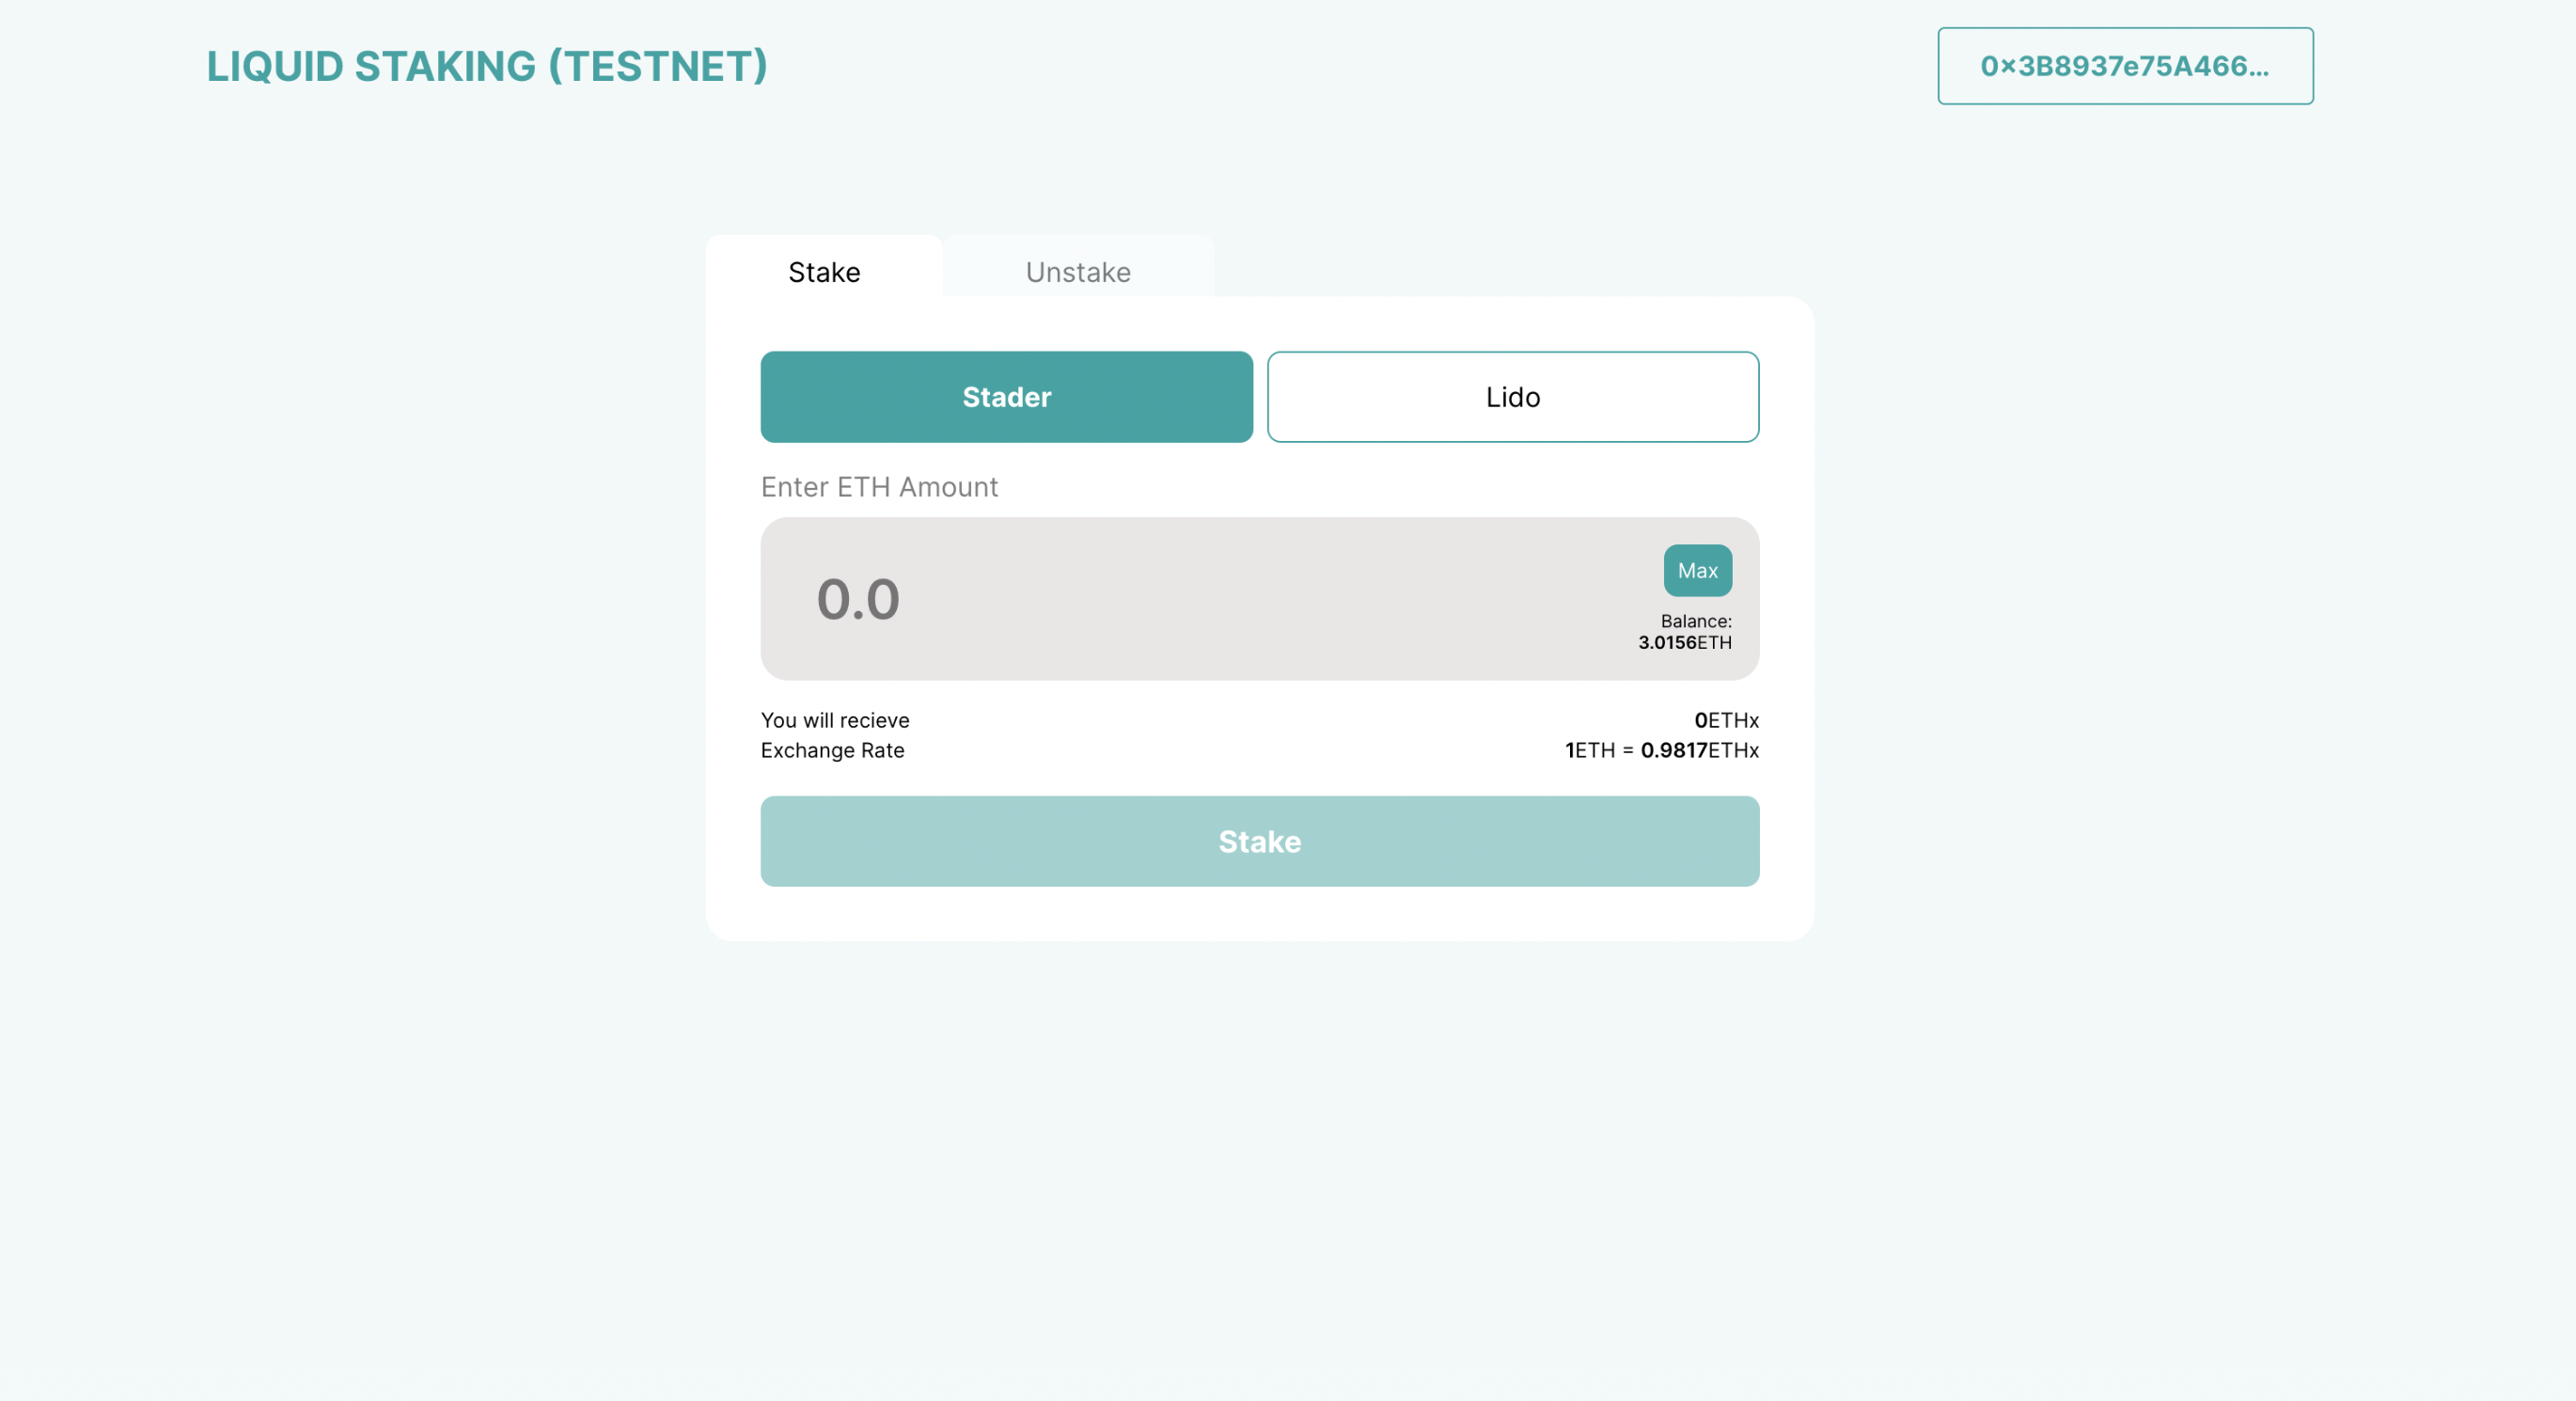 LIQUID STAKING (TESTNET)
0x3B8937e75A466...
Stake
Unstake
Stader
Lido
Enter ETH Amount
0.0
Max
Balance:
3.0156ETH
You will recieve
0ETHx
Exchange Rate
1ETH = 0.9817ETHx
Stake